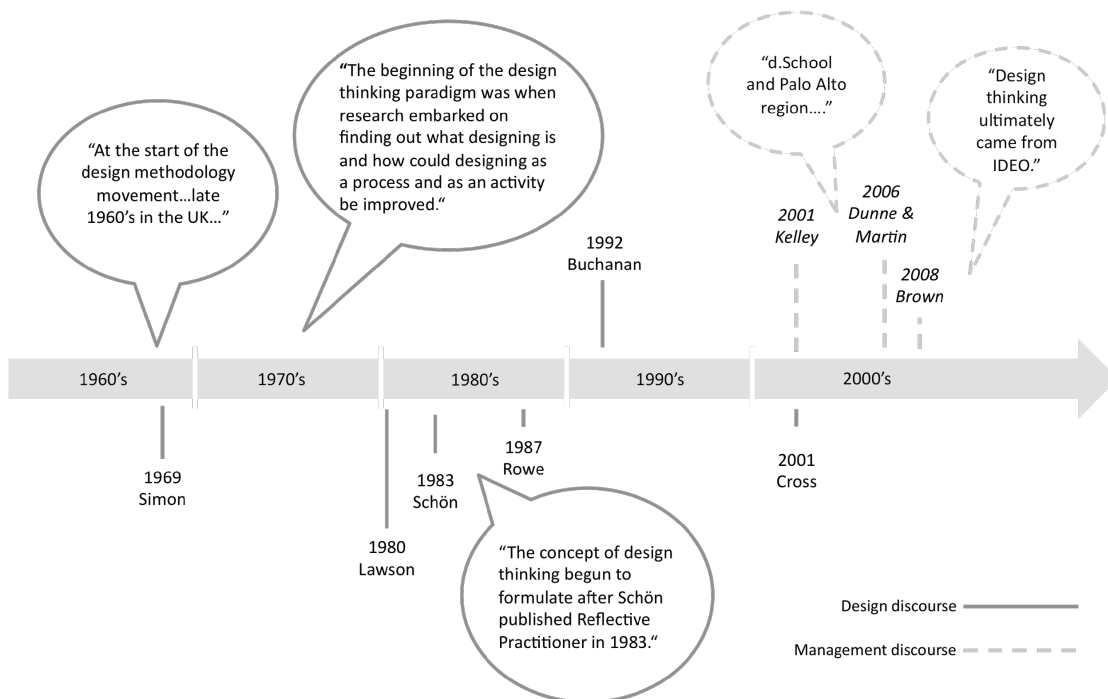 “At the start of the
design methodology
movement...late
1960’s in the UK...”
“The beginning of the design
thinking paradigm was when
research embarked on
finding out what designing is
and how could designing as
a process and as an activity
be improved.“
“d.School
and Palo Alto
region....”
“Design
thinking
ultimately
came from
IDEO.”
1992
Buchanan
2001
Kelley
2006
Dunne &
Martin
2008
Brown
1960’s
1970’s
1980’s
1990’s
2000’s
1969
Simon
1980
Lawson
1983
Schön
1987
Rowe
2001
Cross
“The concept of design
thinking begun to
formulate after Schön
published Reflective
Practitioner in 1983.“
Design discourse
Management discourse